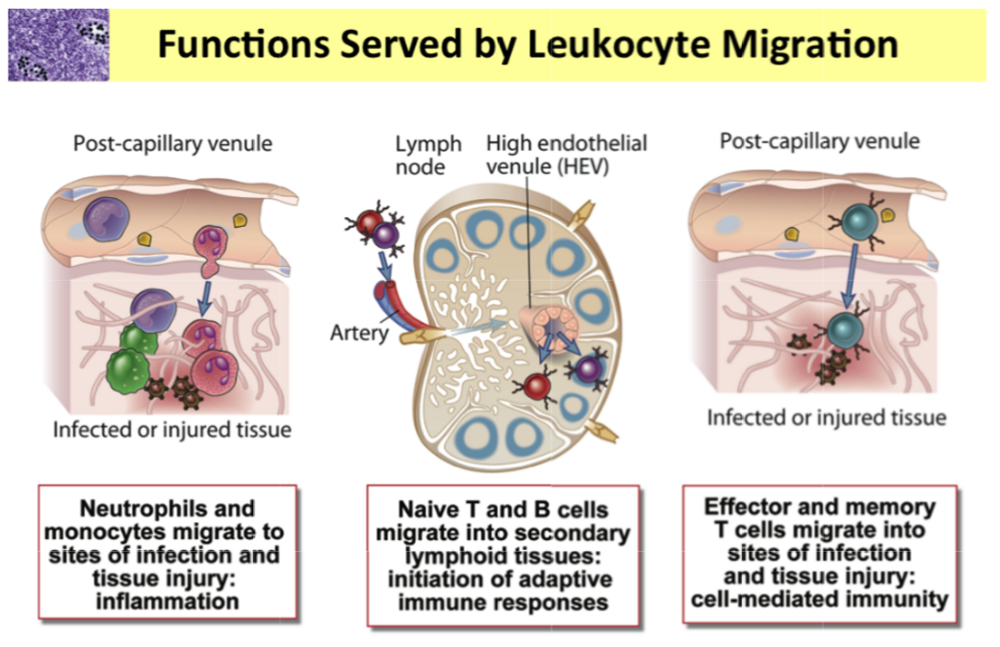 Functions Served by Leukocyte Migration
Post-capillary venule
Infected or injured tissue
Neutrophils and
monocytes migrate to
sites of infection and
tissue injury:
inflammation
Lymph
node
High endothelial
venule (HEV)
Artery
Naive T and B cells
migrate into secondary
lymphoid tissues:
initiation of adaptive
immune responses
Post-capillary venule
Infected or injured tissue
Effector and memory
T cells migrate into
sites of infection
and tissue injury:
cell-mediated immunity